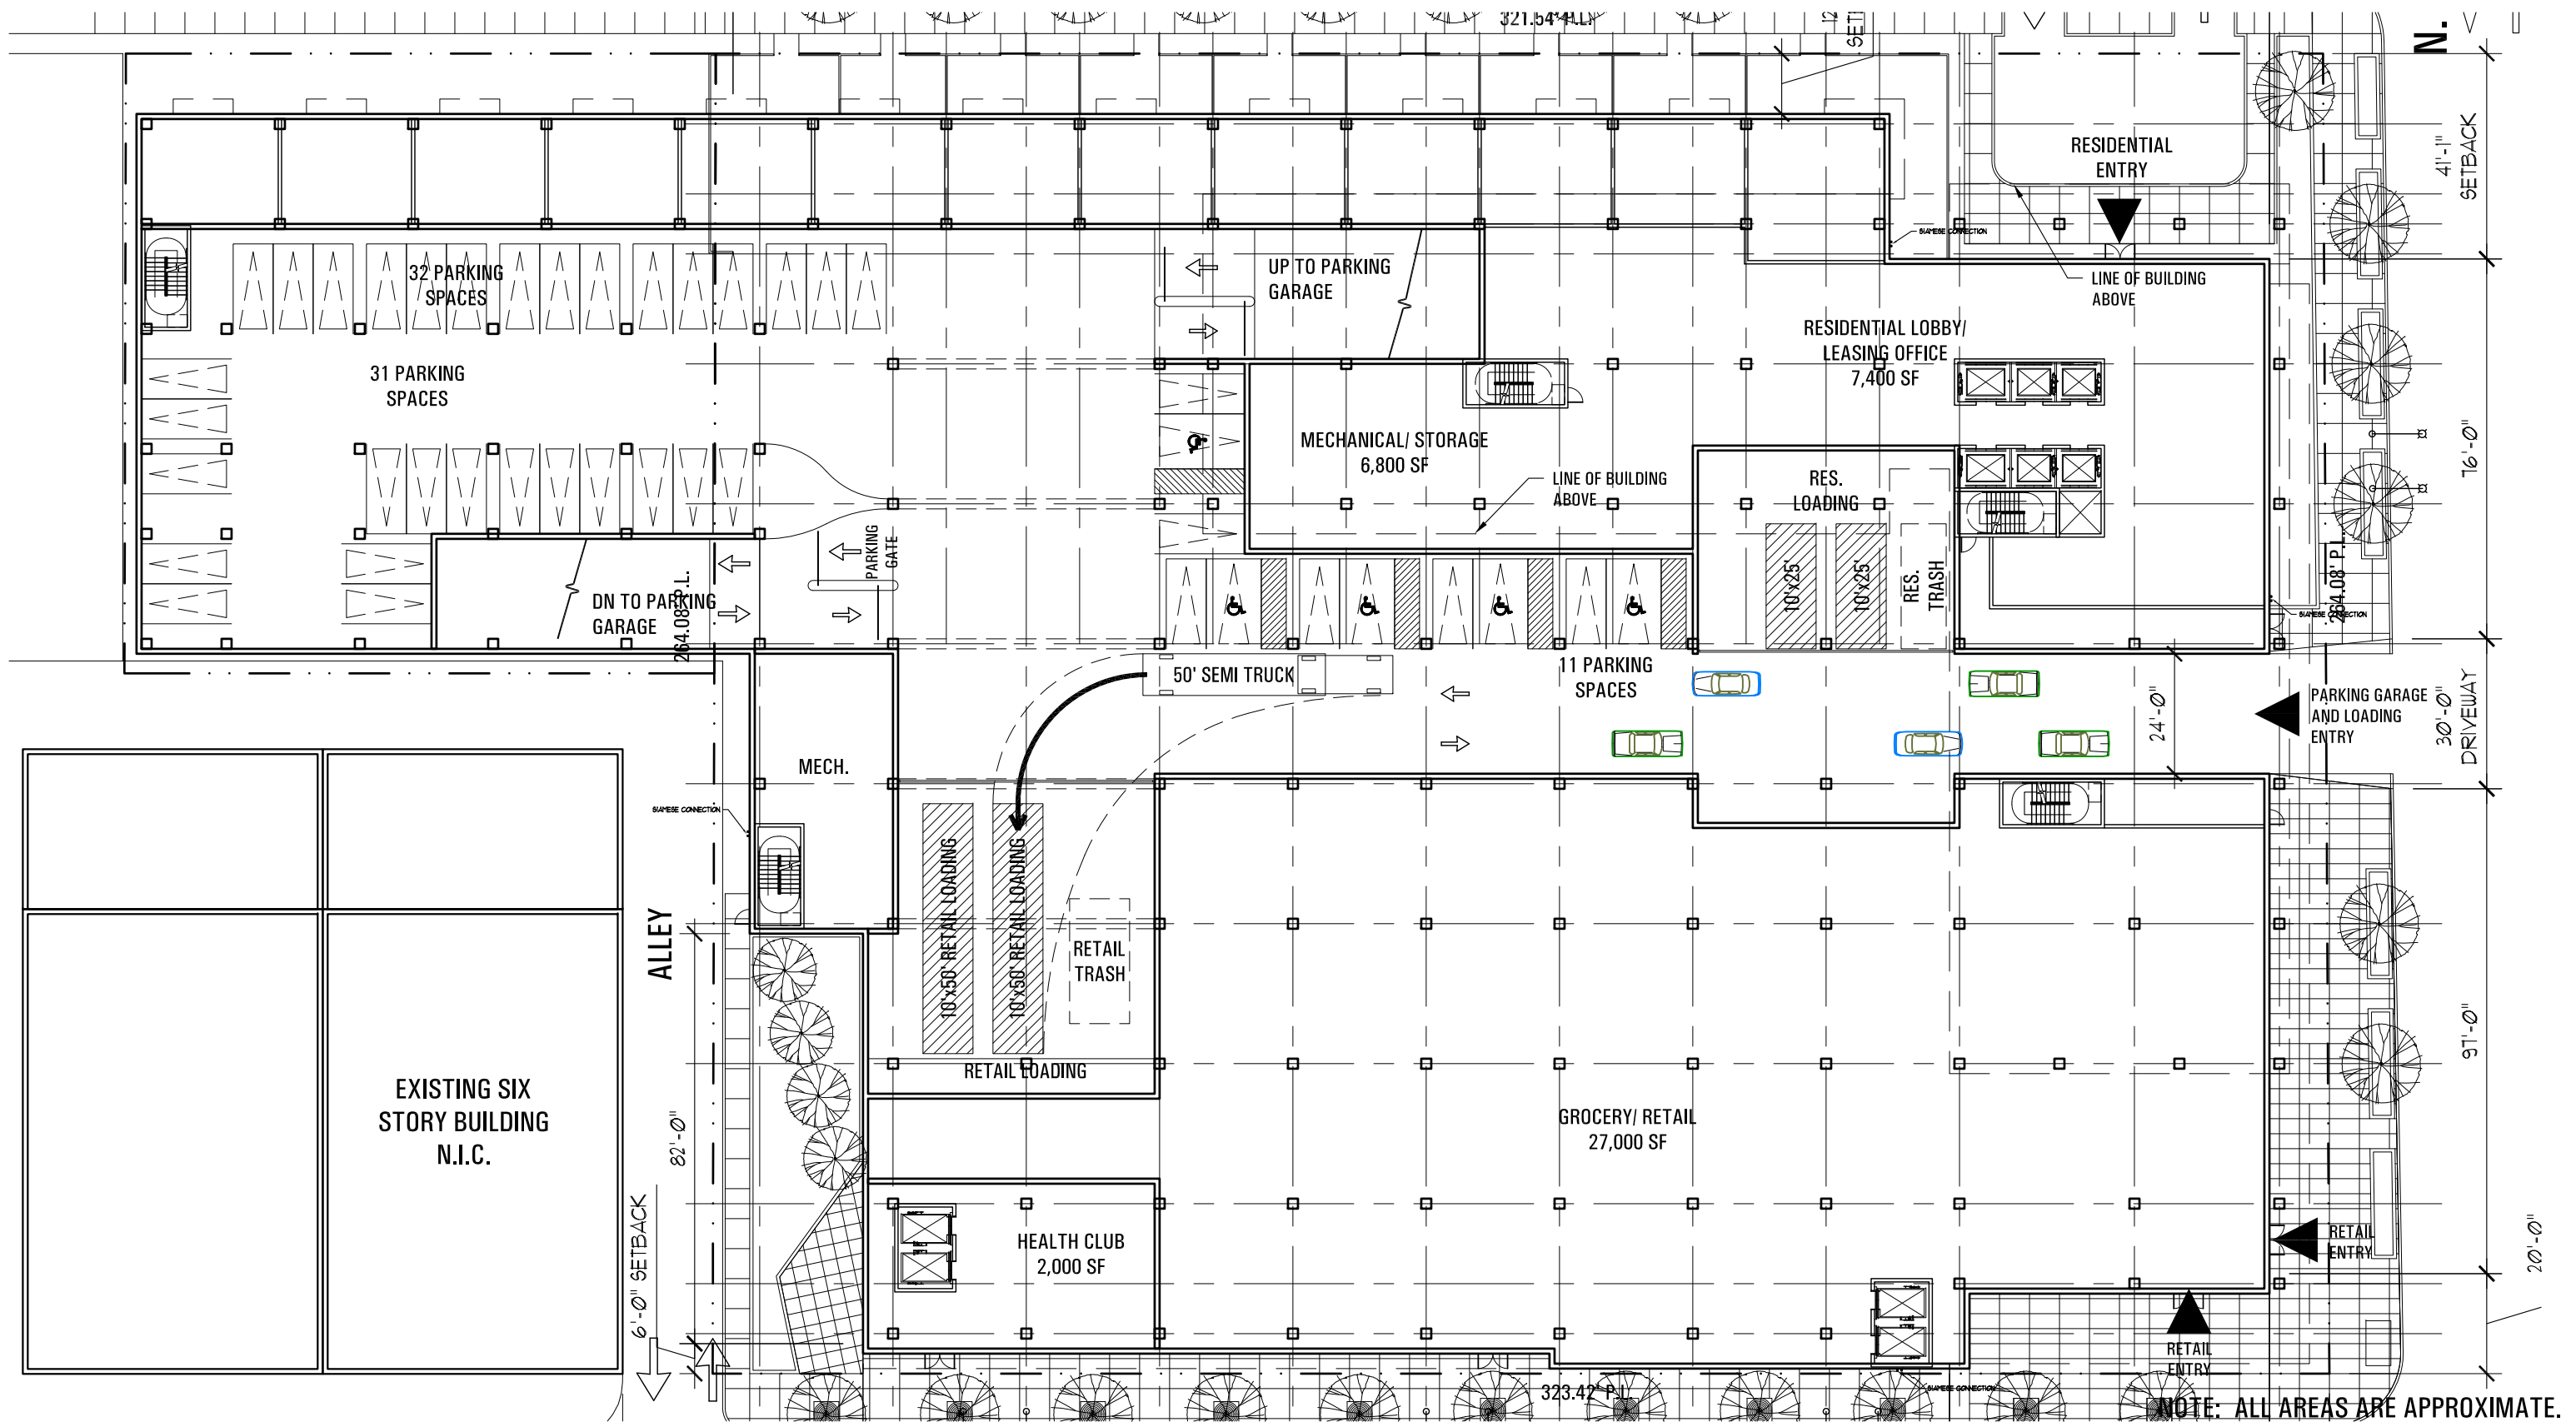 321.54' P.L.
SET
N.
41'-1"
SETBACK
RESIDENTIAL
ENTRY
SIAMESE CONNECTION
LINE OF BUILDING
ABOVE
32 PARKING
SPACES
UP TO PARKING
GARAGE
RESIDENTIAL LOBBY/
LEASING OFFICE
7,400 SF
31 PARKING
SPACES
MECHANICAL/ STORAGE
6,800 SF
LINE OF BUILDING
ABOVE
RES.
LOADING
76'-0"
PARKING
GATE
10'x25'
10'x25'
RES.
TRASH
264.08' P.L.
SIAMESE CONNECTION
DN TO PARKING
GARAGE
264.08' P.L.
50' SEMI TRUCK
11 PARKING
SPACES
24'-0"
PARKING GARAGE
AND LOADING
ENTRY
30'-0"
DRIVEWAY
MECH.
SIAMESE CONNECTION
10'x50' RETAIL LOADING
10'x50' RETAIL LOADING
RETAIL
TRASH
ALLEY
RETAIL LOADING
97'-0"
EXISTING SIX
STORY BUILDING
N.I.C.
82'-0"
GROCERY/ RETAIL
27,000 SF
6'-0" SETBACK
HEALTH CLUB
2,000 SF
RETAIL
ENTRY
20'-0"
RETAIL
ENTRY
323.42' P.L.
SIAMESE CONNECTION
NOTE: ALL AREAS ARE APPROXIMATE.